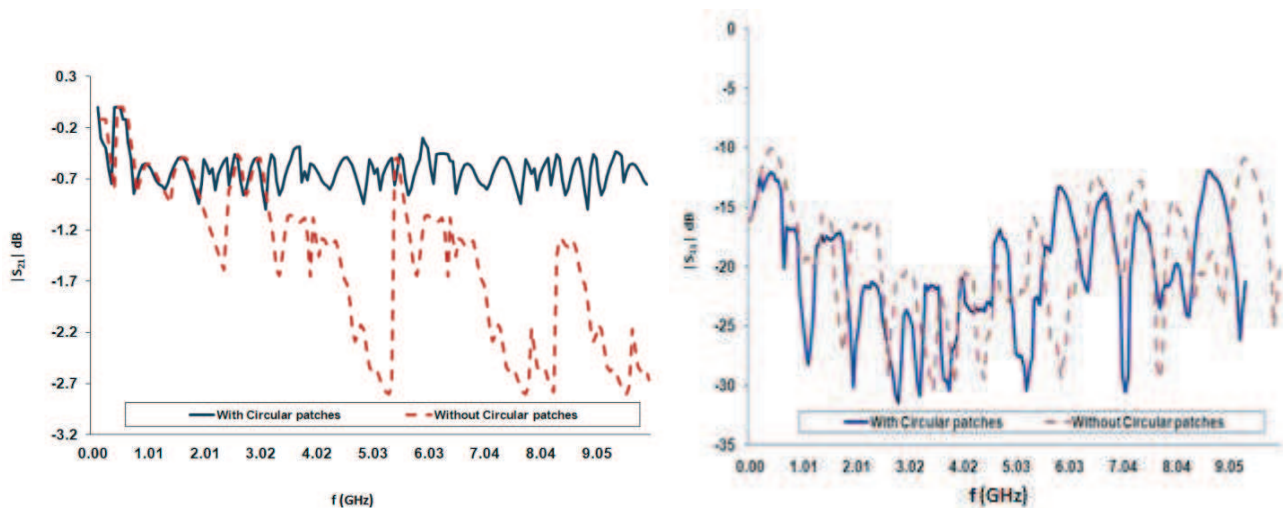 0.3
-0.2
-0.7
-1.2
-1.7
-2.2
-2.7
-3.2
|S21| dB
With Circular patches
Without Circular patches
0.00 1.01 2.01 3.02 4.02 5.03 6.03 7.04 8.04 9.05
f (GHz)
0
-5
-10
-15
-20
-25
-30
-35
dB
With Circular patches
Without Circular patches
0.00 1.01 2.01 3.02 4.02 5.03 6.03 7.04 8.04 9.05
f (GHz)